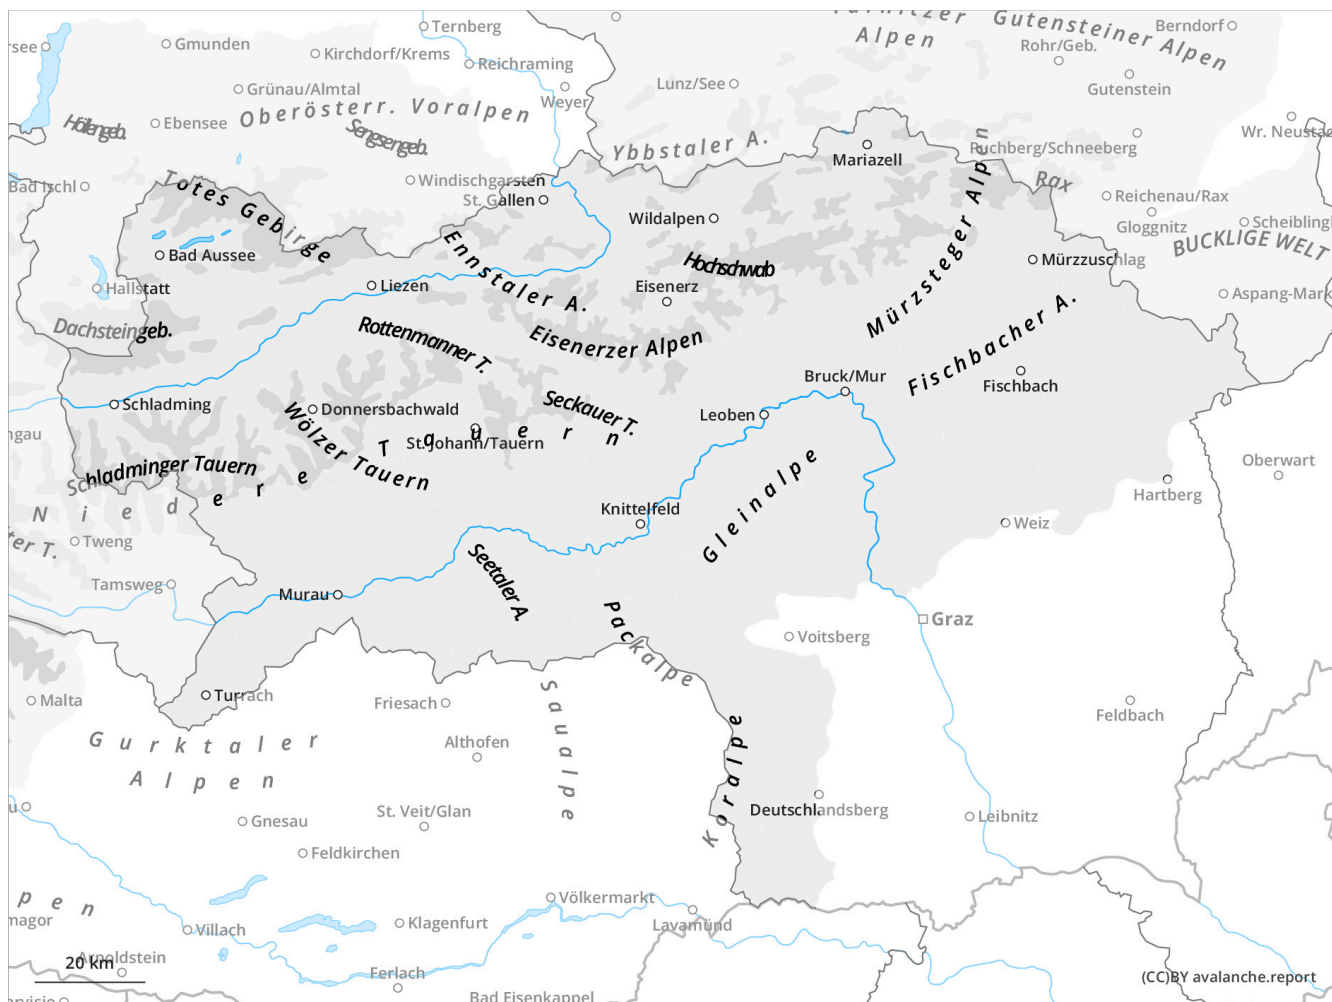 Ternberg
Gutensteiner Alpen
Berndorf
Gmunden
Kirchdorf/Krems
Reichraming
Alpen
Rohr/Geb.
Grünau/Almtal
Lunz/See
Gutenstein
Weyer
Oberösterr. Voralpen
Höllengeb.
Ebensee
Sengsengeb.
Ybbstaler A.
Mariazell
Puchberg/Schneeberg
Bad Ischl
Windischgarsten
Totes Gebirge
St. Gallen
Rax
Reichenau/Rax
Wildalpen
Gloggnitz
BUCKLIGE WELT
Bad Aussee
Ennstaler A.
Hochschwab
Mürzsteger Alpen
Mürzzuschlag
Hallstatt
Liezen
Eisenerz
Dachsteingeb.
Rottenmanner T.
Eisenerzer Alpen
Fischbacher A.
Bruck/Mur
Fischbach
Schladming
Donnersbachwald
Seckauer T.
Leoben
Wölzer Tauern
St. Johann/Tauern
Schladminger Tauern
Niedere Tauern
Gleinalpe
Oberwart
Hartberg
Knittelfeld
Weiz
Tweng
Tamsweg
Seetaler A.
Murau
Packalpe
Graz
Voitsberg
Malta
Turrach
Friesach
Saualpe
Feldbach
Gurktaler
Alpen
Althofen
Koralpe
Deutschlandsberg
Leibnitz
Gnesau
St. Veit/Glan
Feldkirchen
Völkermarkt
Villach
Klagenfurt
Lavamünd
Arnoldstein
20 km
Ferlach
Bad Eisenkappel
(CC)BY avalanche.report